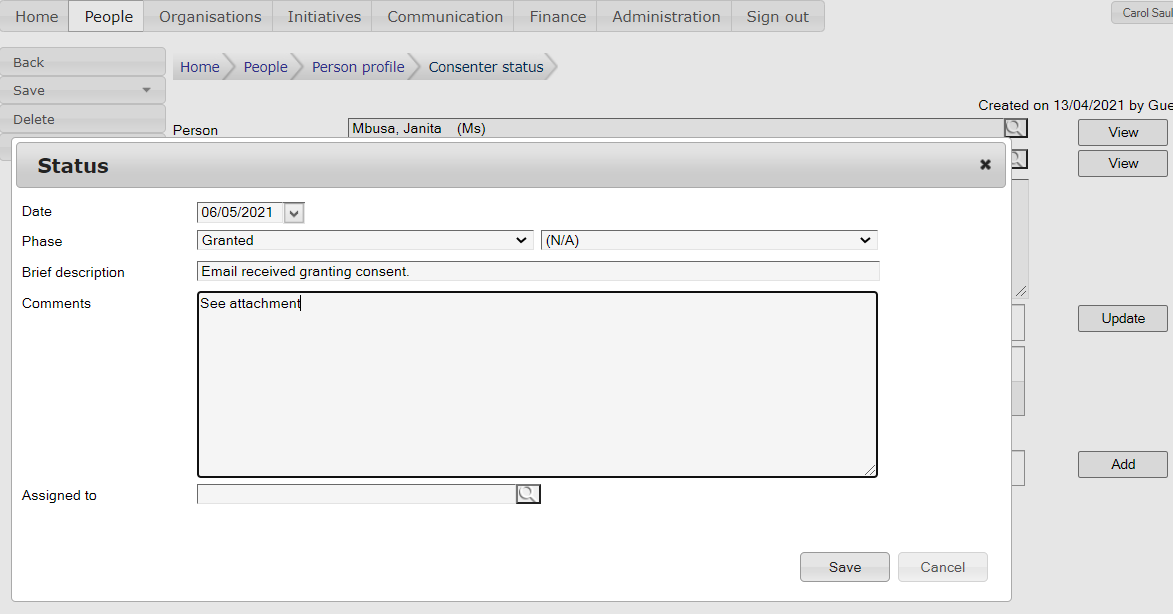 Home People Organisations Initiatives Communication Finance Administration Sign out
Carol Saul
Back
Save
Delete
Home People Person profile Consenter status
Created on 13/04/2021 by
Person Mbusa, Janita (Ms) View
View
Status
Date 06/05/2021
Phase Granted (N/A)
Brief description Email received granting consent.
Comments See attachment
Update
Add
Assigned to
Save Cancel